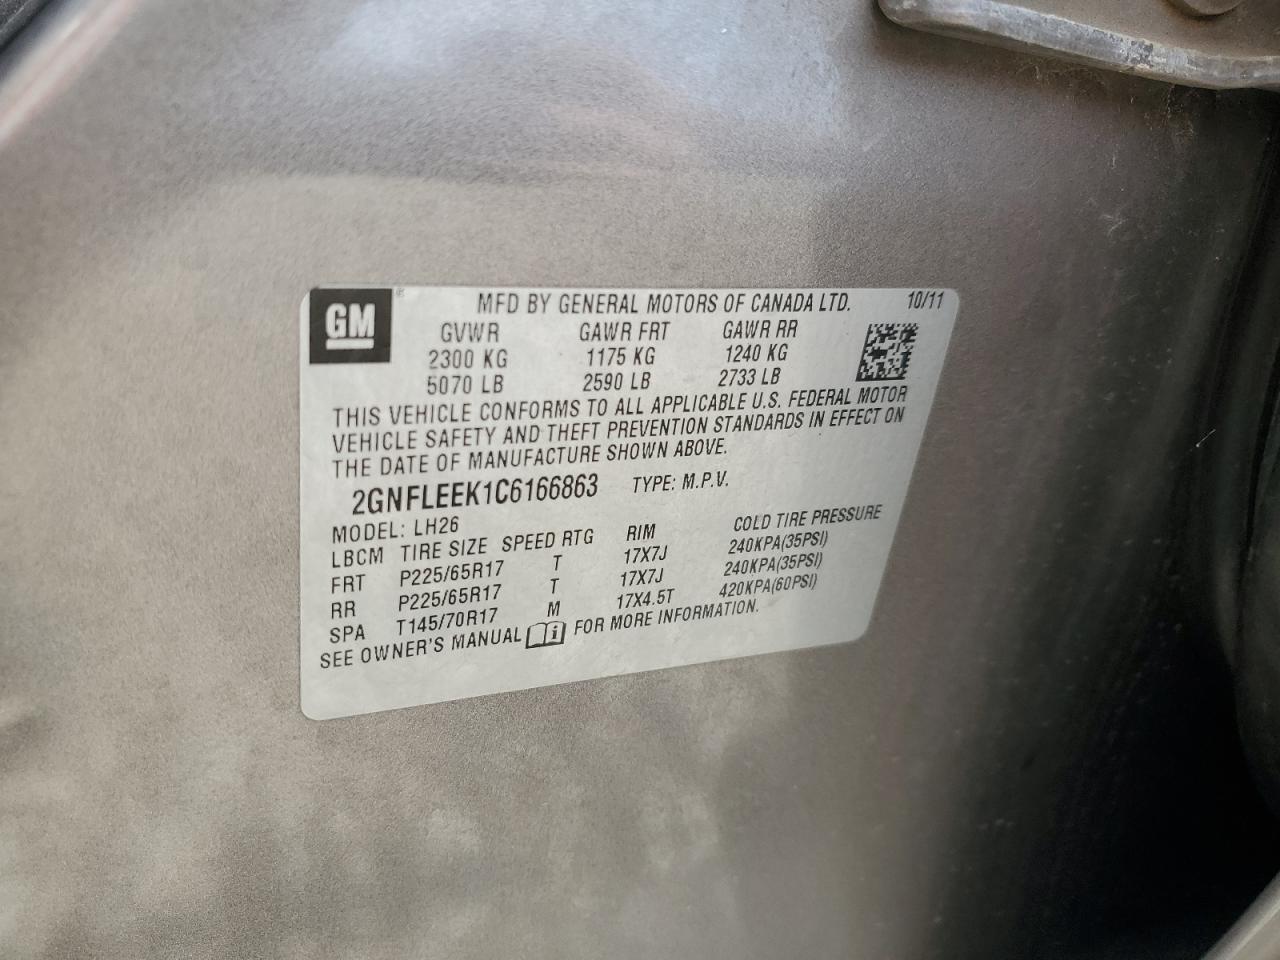 GM ® MFD BY GENERAL MOTORS OF CANADA LTD. 10/11
GVWR GAWR FRT GAWR RR
2300 KG 1175 KG 1240 KG
5070 LB 2590 LB 2733 LB
THIS VEHICLE CONFORMS TO ALL APPLICABLE U.S. FEDERAL MOTOR
VEHICLE SAFETY AND THEFT PREVENTION STANDARDS IN EFFECT ON
THE DATE OF MANUFACTURE SHOWN ABOVE.
2GNFLEEK1C6166863 TYPE: M.P.V.
MODEL: LH26
LBCM TIRE SIZE SPEED RTG RIM COLD TIRE PRESSURE
FRT P225/65R17 T 17X7J 240KPA(35PSI)
RR P225/65R17 T 17X7J 240KPA(35PSI)
SPA T145/70R17 M 17X4.5T 420KPA(60PSI)
SEE OWNER'S MANUAL i FOR MORE INFORMATION.